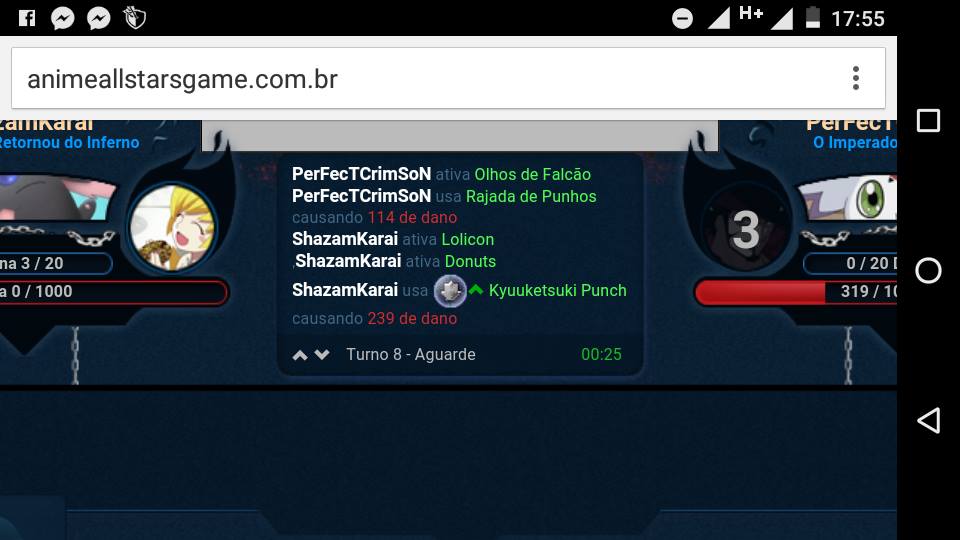 H+ 17:55
animeallstarsgame.com.br
zamKarai
Retornou do Inferno
PerFecT
O Imperado
PerFecTCrimSoN ativa Olhos de Falcão
PerFecTCrimSoN usa Rajada de Punhos
causando 114 de dano
ShazamKarai ativa Lolicon
,ShazamKarai ativa Donuts
ShazamKarai usa Kyuuketsuki Punch
causando 239 de dano
Turno 8 - Aguarde 00:25
na 3 / 20
a 0 / 1000
3
0 / 20 D
319 / 10